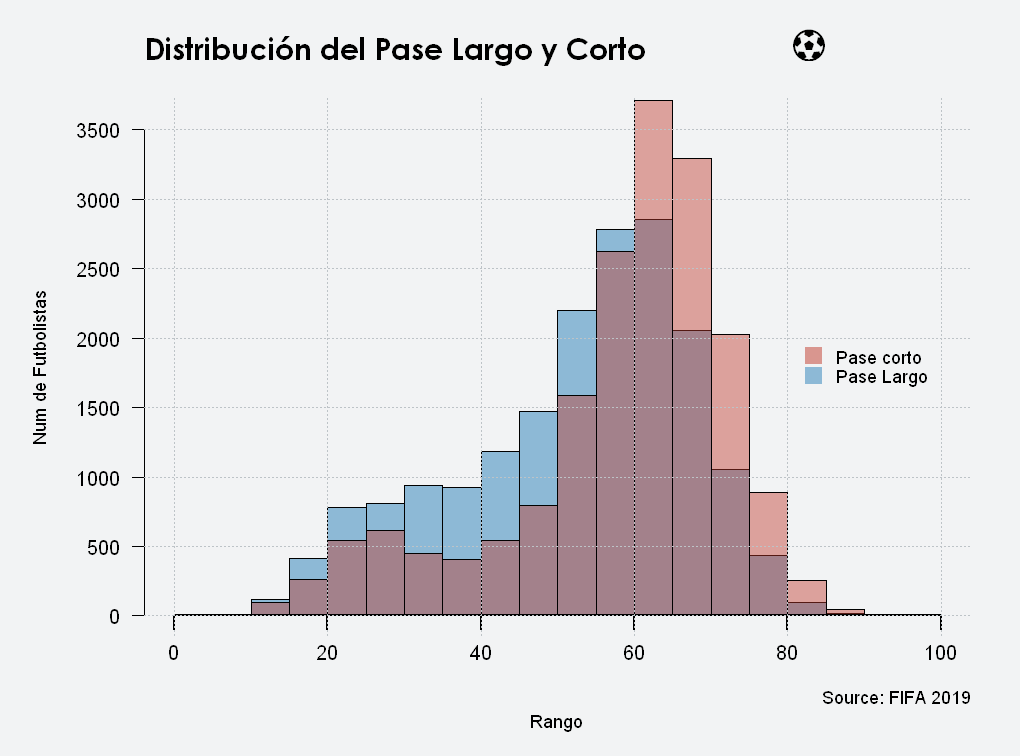 Distribución del Pase Largo y Corto
3500
3000
2500
2000
1500
1000
500
0
Num de Futbolistas
Pase corto
Pase Largo
0 20 40 60 80 100
Source: FIFA 2019
Rango